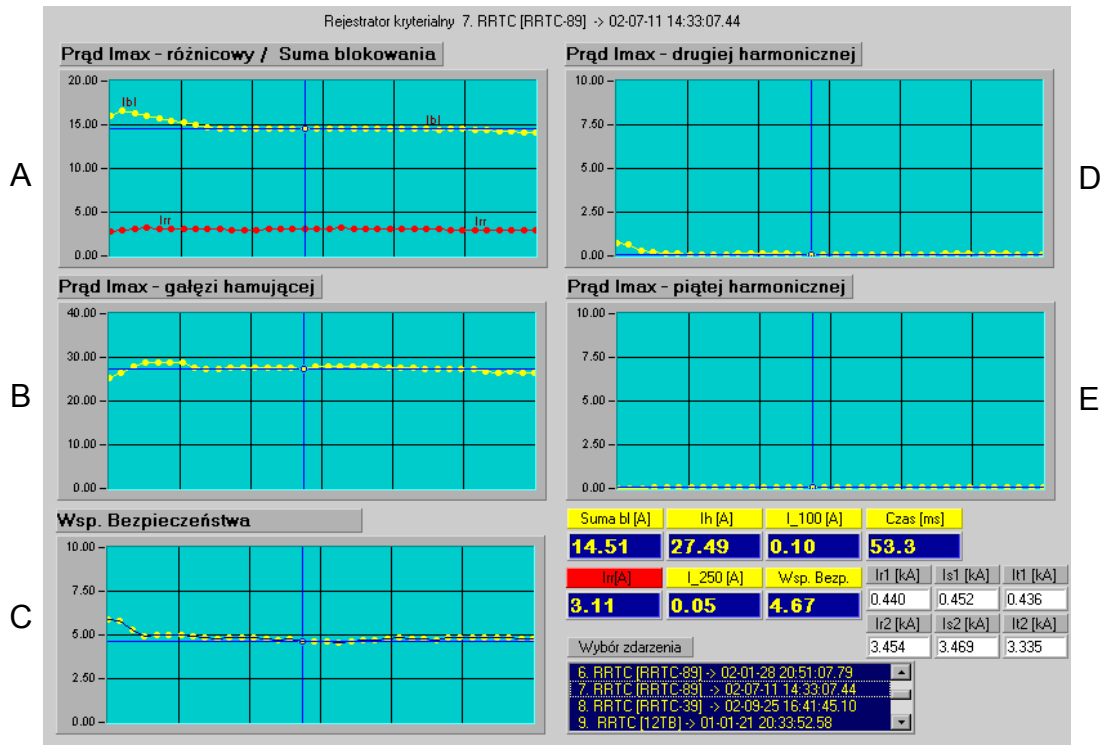 Rejestrator kryterialny 7. RRTC [RRTC-89] -> 02-07-11 14:33:07.44
A
Prąd Imax - różnicowy / Suma blokowania
20.00
15.00
10.00
5.00
0.00
Ibl
Ibl
Irr
Irr
Prąd Imax - drugiej harmonicznej
10.00
7.50
5.00
2.50
0.00
D
B
Prąd Imax - gałęzi hamującej
40.00
30.00
20.00
10.00
0.00
Prąd Imax - piątej harmonicznej
10.00
7.50
5.00
2.50
0.00
E
C
Wsp. Bezpieczeństwa
10.00
7.50
5.00
2.50
0.00
Suma bl [A] Ih [A] I_100 [A] Czas [ms]
14.51 27.49 0.10 53.3
Irr[A] I_250 [A] Wsp. Bezp.
3.11 0.05 4.67
Ir1 [kA] Is1 [kA] It1 [kA]
0.440 0.452 0.436
Ir2 [kA] Is2 [kA] It2 [kA]
3.454 3.469 3.335
Wybór zdarzenia
6. RRTC [RRTC-89] -> 02-01-28 20:51:07.79
7. RRTC [RRTC-89] -> 02-07-11 14:33:07.44
8. RRTC [RRTC-39] -> 02-09-25 16:41:45.10
9. RRTC [12TB] -> 01-01-21 20:33:52.58